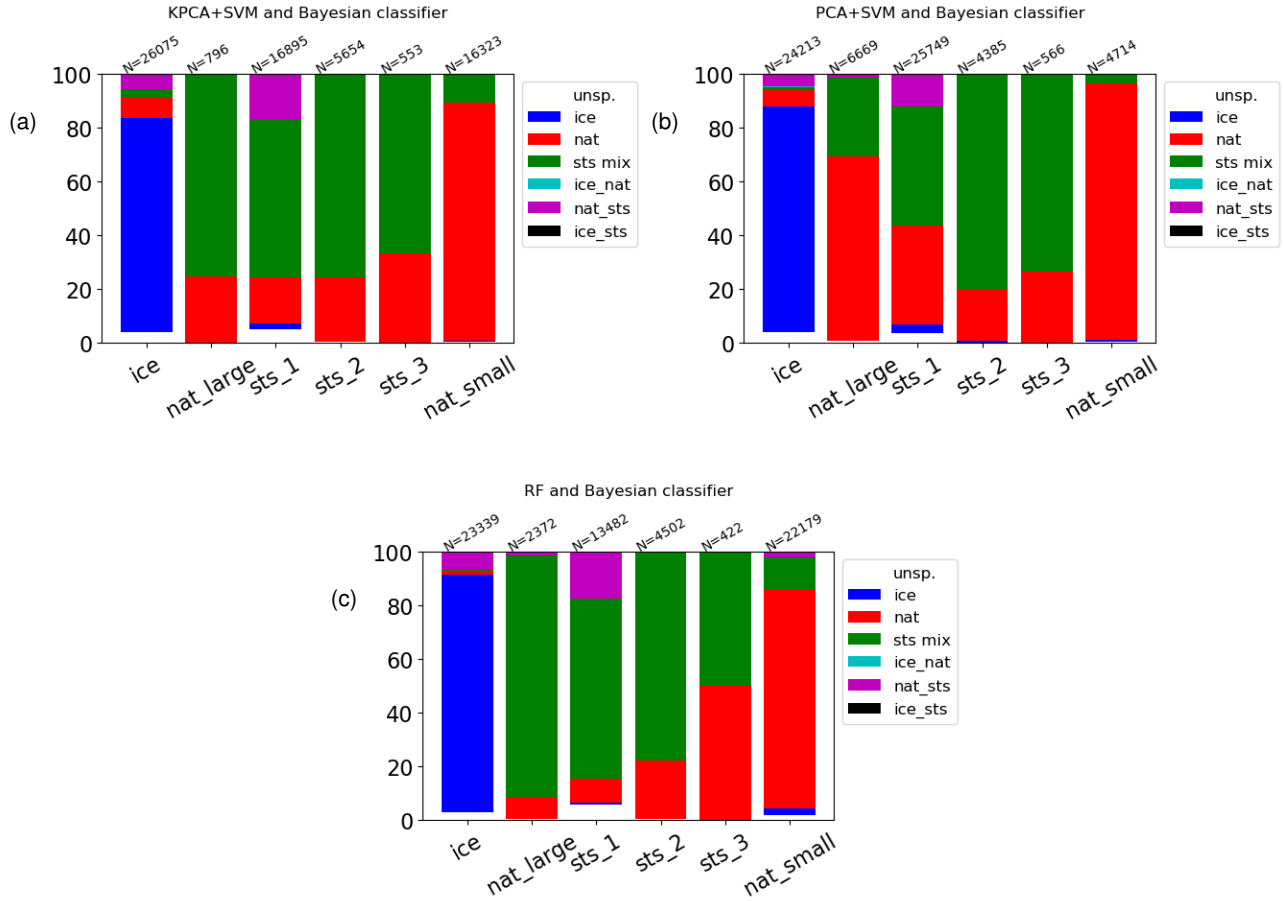 KPCA+SVM and Bayesian classifier
N=26075 N=796 N=16895 N=5654 N=553 N=16323
(a)
100
80
60
40
20
0
ice nat_large sts_1 sts_2 sts_3 nat_small
unsp.
ice
nat
sts mix
ice_nat
nat_sts
ice_sts
PCA+SVM and Bayesian classifier
N=24213 N=6669 N=25749 N=4385 N=566 N=4714
(b)
100
80
60
40
20
0
ice nat_large sts_1 sts_2 sts_3 nat_small
unsp.
ice
nat
sts mix
ice_nat
nat_sts
ice_sts
RF and Bayesian classifier
N=23339 N=2372 N=13482 N=4502 N=422 N=22179
(c)
100
80
60
40
20
0
ice nat_large sts_1 sts_2 sts_3 nat_small
unsp.
ice
nat
sts mix
ice_nat
nat_sts
ice_sts